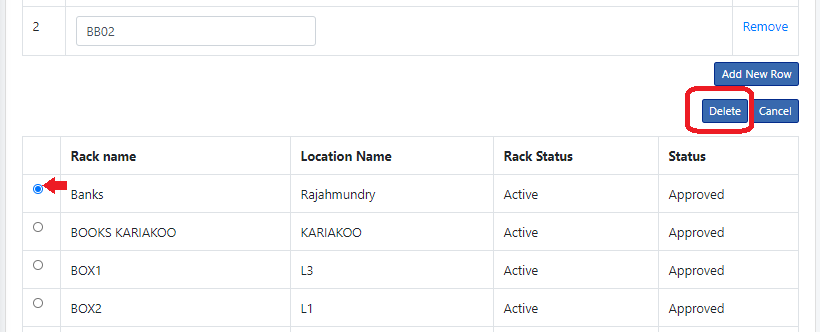 2 BB02 Remove
Add New Row
Delete Cancel
Rack name Location Name Rack Status Status
Banks Rajahmundry Active Approved
BOOKS KARIAKOO KARIAKOO Active Approved
BOX1 L3 Active Approved
BOX2 L1 Active Approved